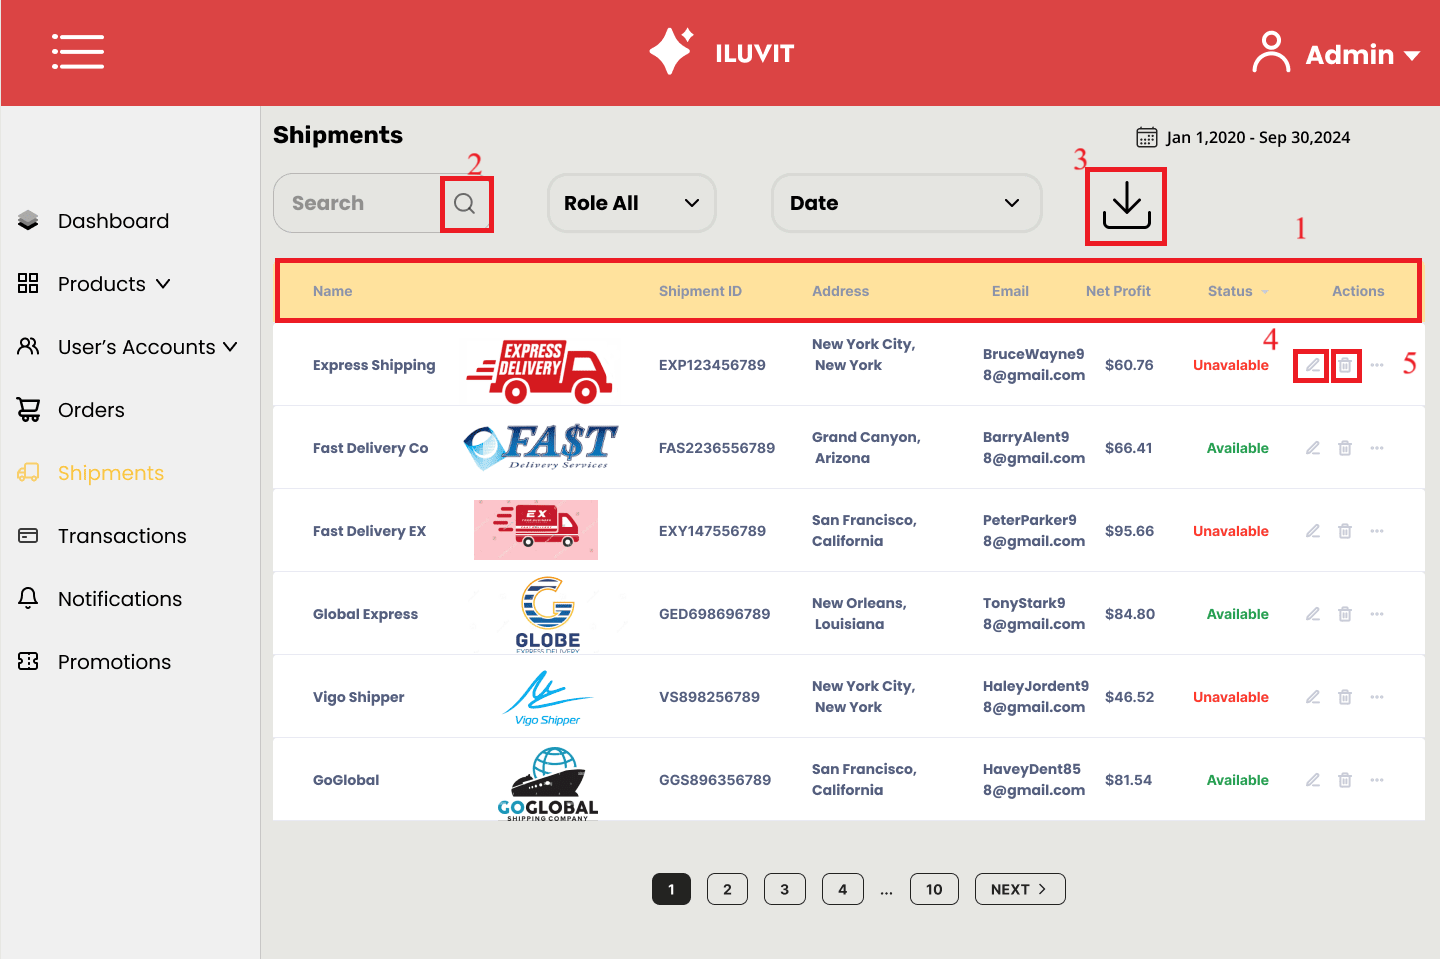 ILUVIT
Admin
Shipments
Jan 1,2020 - Sep 30,2024
2
3
Search
Role All
Date
1
Dashboard
Products
User's Accounts
Orders
Shipments
Transactions
Notifications
Promotions
Name Shipment ID Address Email Net Profit Status Actions
4
5
Express Shipping
EXPRESS
DELIVERY
EXP123456789
New York City,
New York
BruceWayne9
8@gmail.com
$60.76
Unavalable
Fast Delivery Co
FA$T
Delivery Services
FAS2236556789
Grand Canyon,
Arizona
BarryAlent9
8@gmail.com
$66.41
Available
Fast Delivery EX
EX
EXY147556789
San Francisco,
California
PeterParker9
8@gmail.com
$95.66
Unavalable
Global Express
G
GLOBE
EXPRESS DELIVERY
GED698696789
New Orleans,
Louisiana
TonyStark9
8@gmail.com
$84.80
Available
Vigo Shipper
Vigo Shipper
VS898256789
New York City,
New York
HaleyJordent9
8@gmail.com
$46.52
Unavalable
GoGlobal
GOGLOBAL
SHIPPING COMPANY
GGS896356789
San Francisco,
California
HaveyDent85
8@gmail.com
$81.54
Available
1 2 3 4 ... 10 NEXT